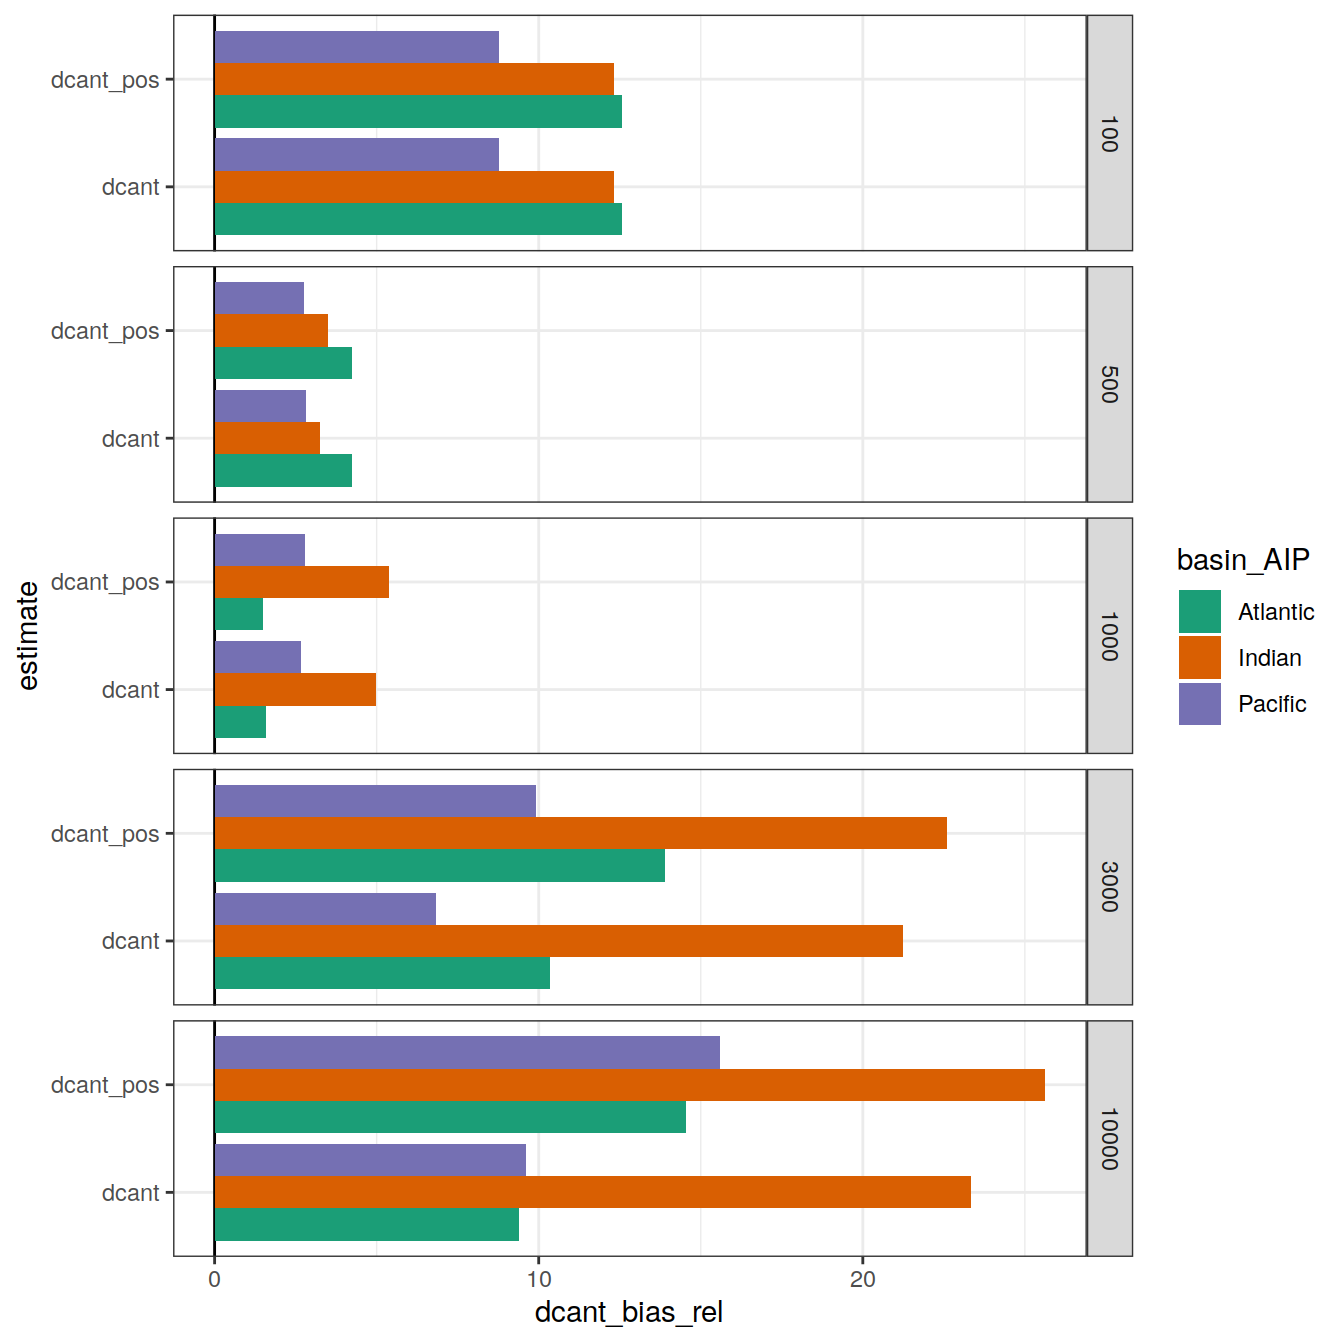 dcant_pos
dcant
100
dcant_pos
dcant
500
dcant_pos
dcant
1000
dcant_pos
dcant
3000
dcant_pos
dcant
10000
0 10 20
dcant_bias_rel
estimate
basin_AIP
Atlantic
Indian
Pacific